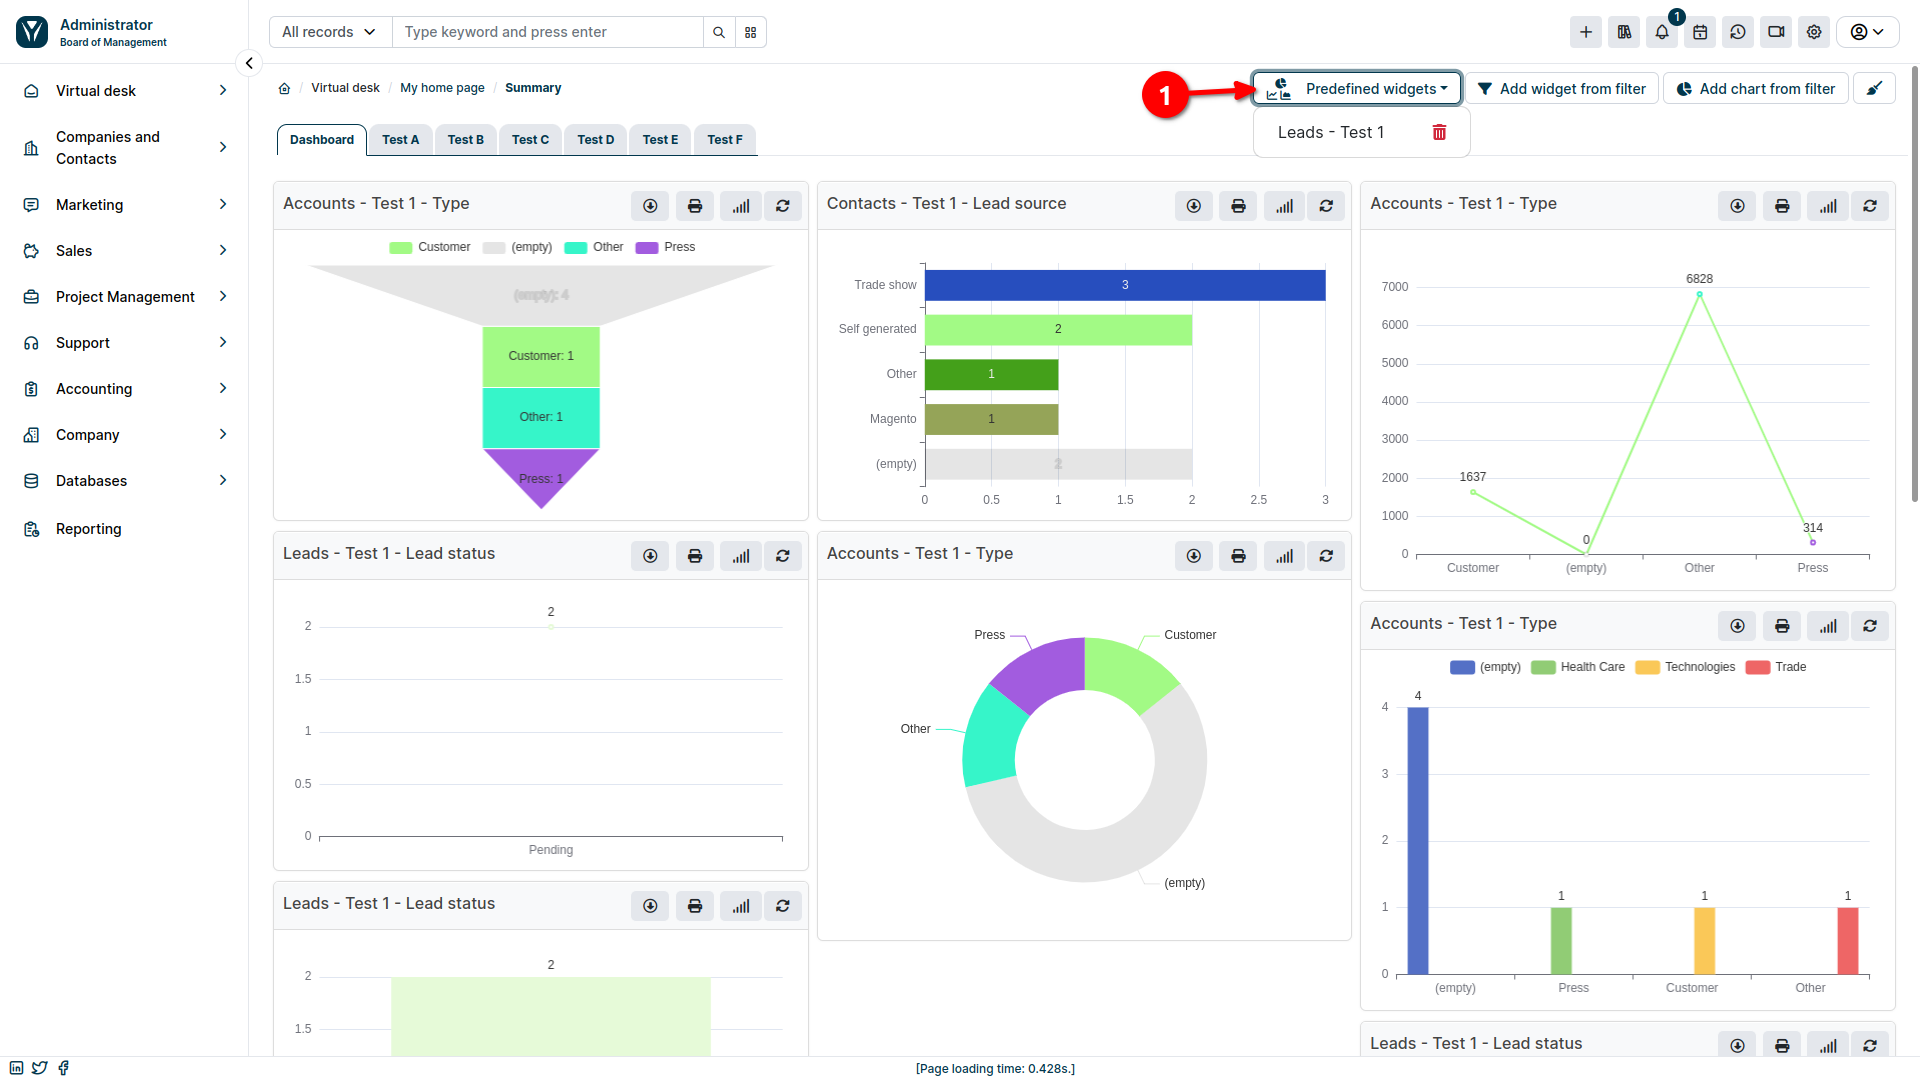 Administrator
Board of Management
All records
Type keyword and press enter
1
Virtual desk
Companies and
Contacts
Marketing
Sales
Project Management
Support
Accounting
Company
Databases
Reporting
Virtual desk / My home page / Summary
1
Predefined widgets
Add widget from filter
Add chart from filter
Leads - Test 1
Dashboard
Test A
Test B
Test C
Test D
Test E
Test F
Accounts - Test 1 - Type
Customer (empty) Other Press
(empty): 4
Customer: 1
Other: 1
Press: 1
Contacts - Test 1 - Lead source
Trade show 3
Self generated 2
Other 1
Magento 1
(empty) 2
0 0.5 1 1.5 2 2.5 3
Accounts - Test 1 - Type
6828
7000
6000
5000
4000
3000
2000
1637
1000
314
0
0
Customer (empty) Other Press
Leads - Test 1 - Lead status
2
2
1.5
1
0.5
0
Pending
Accounts - Test 1 - Type
Press
Customer
Other
(empty)
Accounts - Test 1 - Type
(empty) Health Care Technologies Trade
4
4
3
2
1
1
1
1
0
(empty) Press Customer Other
Leads - Test 1 - Lead status
2
2
1.5
Leads - Test 1 - Lead status
[Page loading time: 0.428s.]